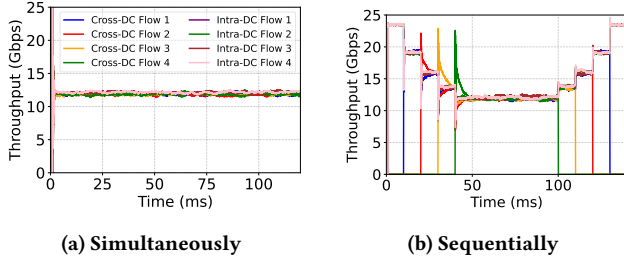 Throughput (Gbps)
25
20
15
10
5
0
Cross-DC Flow 1
Cross-DC Flow 2
Cross-DC Flow 3
Cross-DC Flow 4
Intra-DC Flow 1
Intra-DC Flow 2
Intra-DC Flow 3
Intra-DC Flow 4
0 25 50 75 100
Time (ms)
(a) Simultaneously
Throughput (Gbps)
25
20
15
10
5
0
0 50 100
Time (ms)
(b) Sequentially